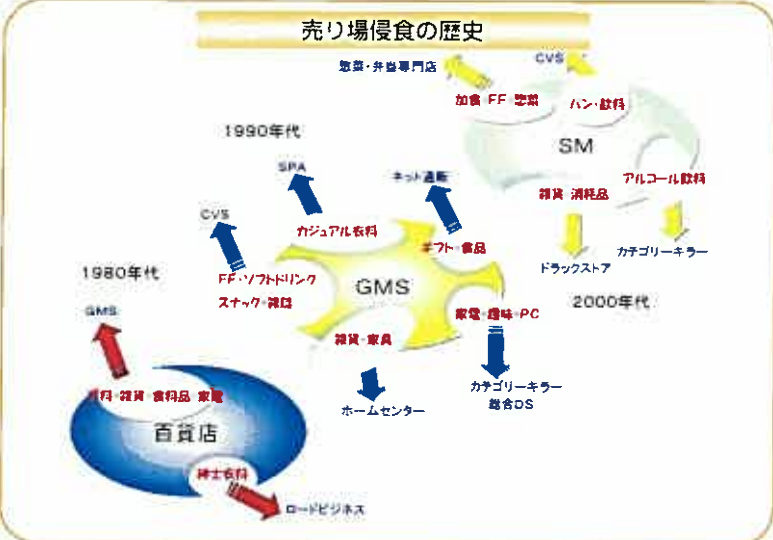 売り場侵食の歴史
惣菜・弁当専門店
CVS
加食・FF・惣菜
パン・飲料
SM
アルコール飲料
雑貨・消耗品
カテゴリーキラー
ドラックストア
2000年代
1990年代
SPA
ネット通販
CVS
カジュアル衣料
ギフト・食品
FF・ソフトドリンク
スナック・雑誌
GMS
家電・趣味・PC
雑貨・家具
カテゴリーキラー
総合DS
ホームセンター
1980年代
GMS
衣料・雑貨・食料品・家電
百貨店
紳士衣料
ロードビジネス